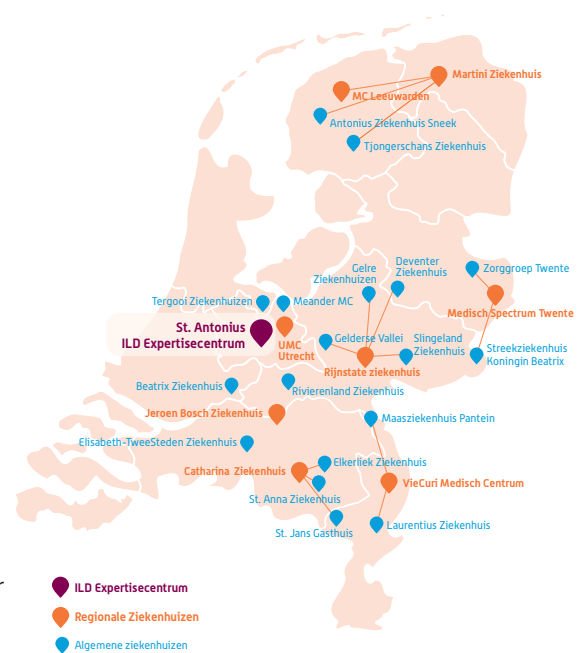 Martini Ziekenhuis
MC Leeuwarden
Antonius Ziekenhuis Sneek
Tjongerschans Ziekenhuis
Gelre
Ziekenhuizen
Deventer
Ziekenhuis
Zorggroep Twente
Tergooi Ziekenhuizen
Meander MC
Medisch Spectrum Twente
St. Antonius
ILD Expertisecentrum
UMC
Utrecht
Gelderse Vallei
Slingeland
Ziekenhuis
Streekziekenhuis
Koningin Beatrix
Rijnstate ziekenhuis
Beatrix Ziekenhuis
Rivierenland Ziekenhuis
Jeroen Bosch Ziekenhuis
Maasziekenhuis Pantein
Elisabeth-TweeSteden Ziekenhuis
Elkerliek Ziekenhuis
Catharina Ziekenhuis
VieCuri Medisch Centrum
St. Anna Ziekenhuis
Laurentius Ziekenhuis
St. Jans Gasthuis
r
ILD Expertisecentrum
Regionale Ziekenhuizen
Algemene ziekenhuizen